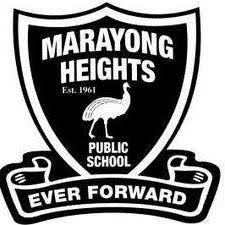 MARAYONG
HEIGHTS
Est. 1961
PUBLIC
SCHOOL
EVER FORWARD